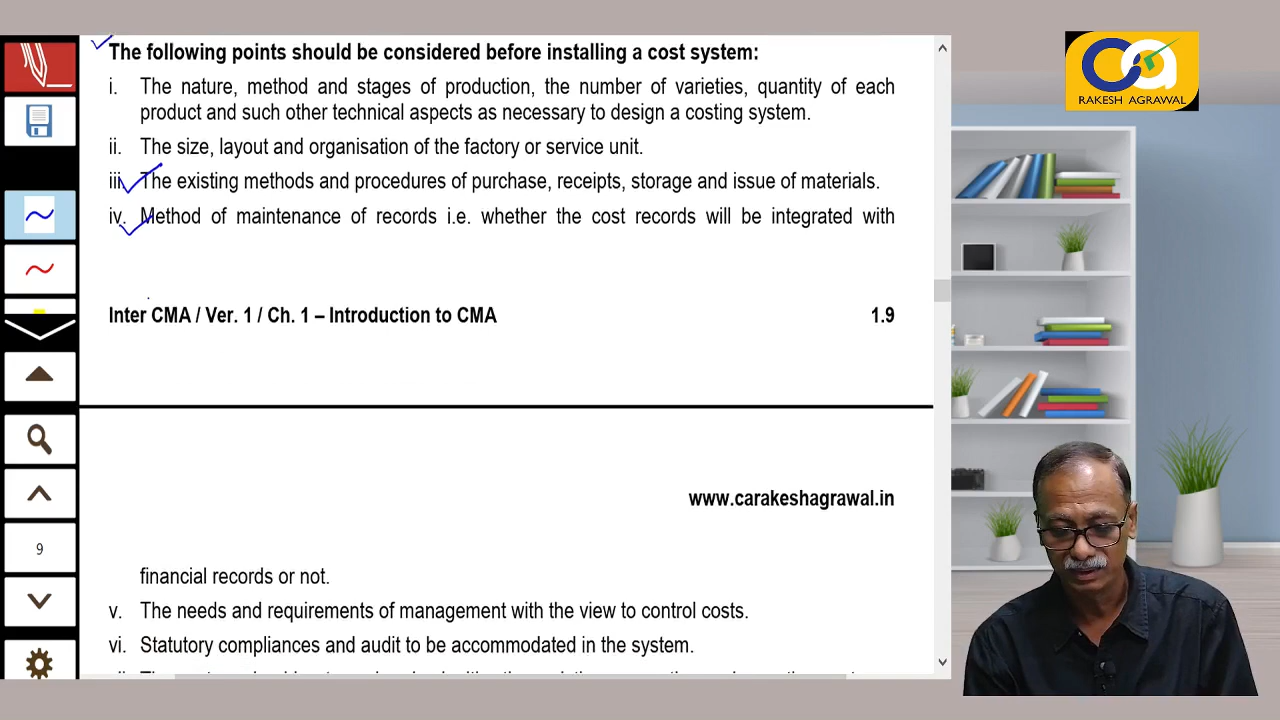 The following points should be considered before installing a cost system:
i. The nature, method and stages of production, the number of varieties, quantity of each
product and such other technical aspects as necessary to design a costing system.
ii. The size, layout and organisation of the factory or service unit.
iii. The existing methods and procedures of purchase, receipts, storage and issue of materials.
iv. Method of maintenance of records i.e. whether the cost records will be integrated with
Inter CMA / Ver. 1 / Ch. 1 – Introduction to CMA 1.9
www.carakeshagrawal.in
financial records or not.
v. The needs and requirements of management with the view to control costs.
vi. Statutory compliances and audit to be accommodated in the system.
9
ca
RAKESH AGRAWAL